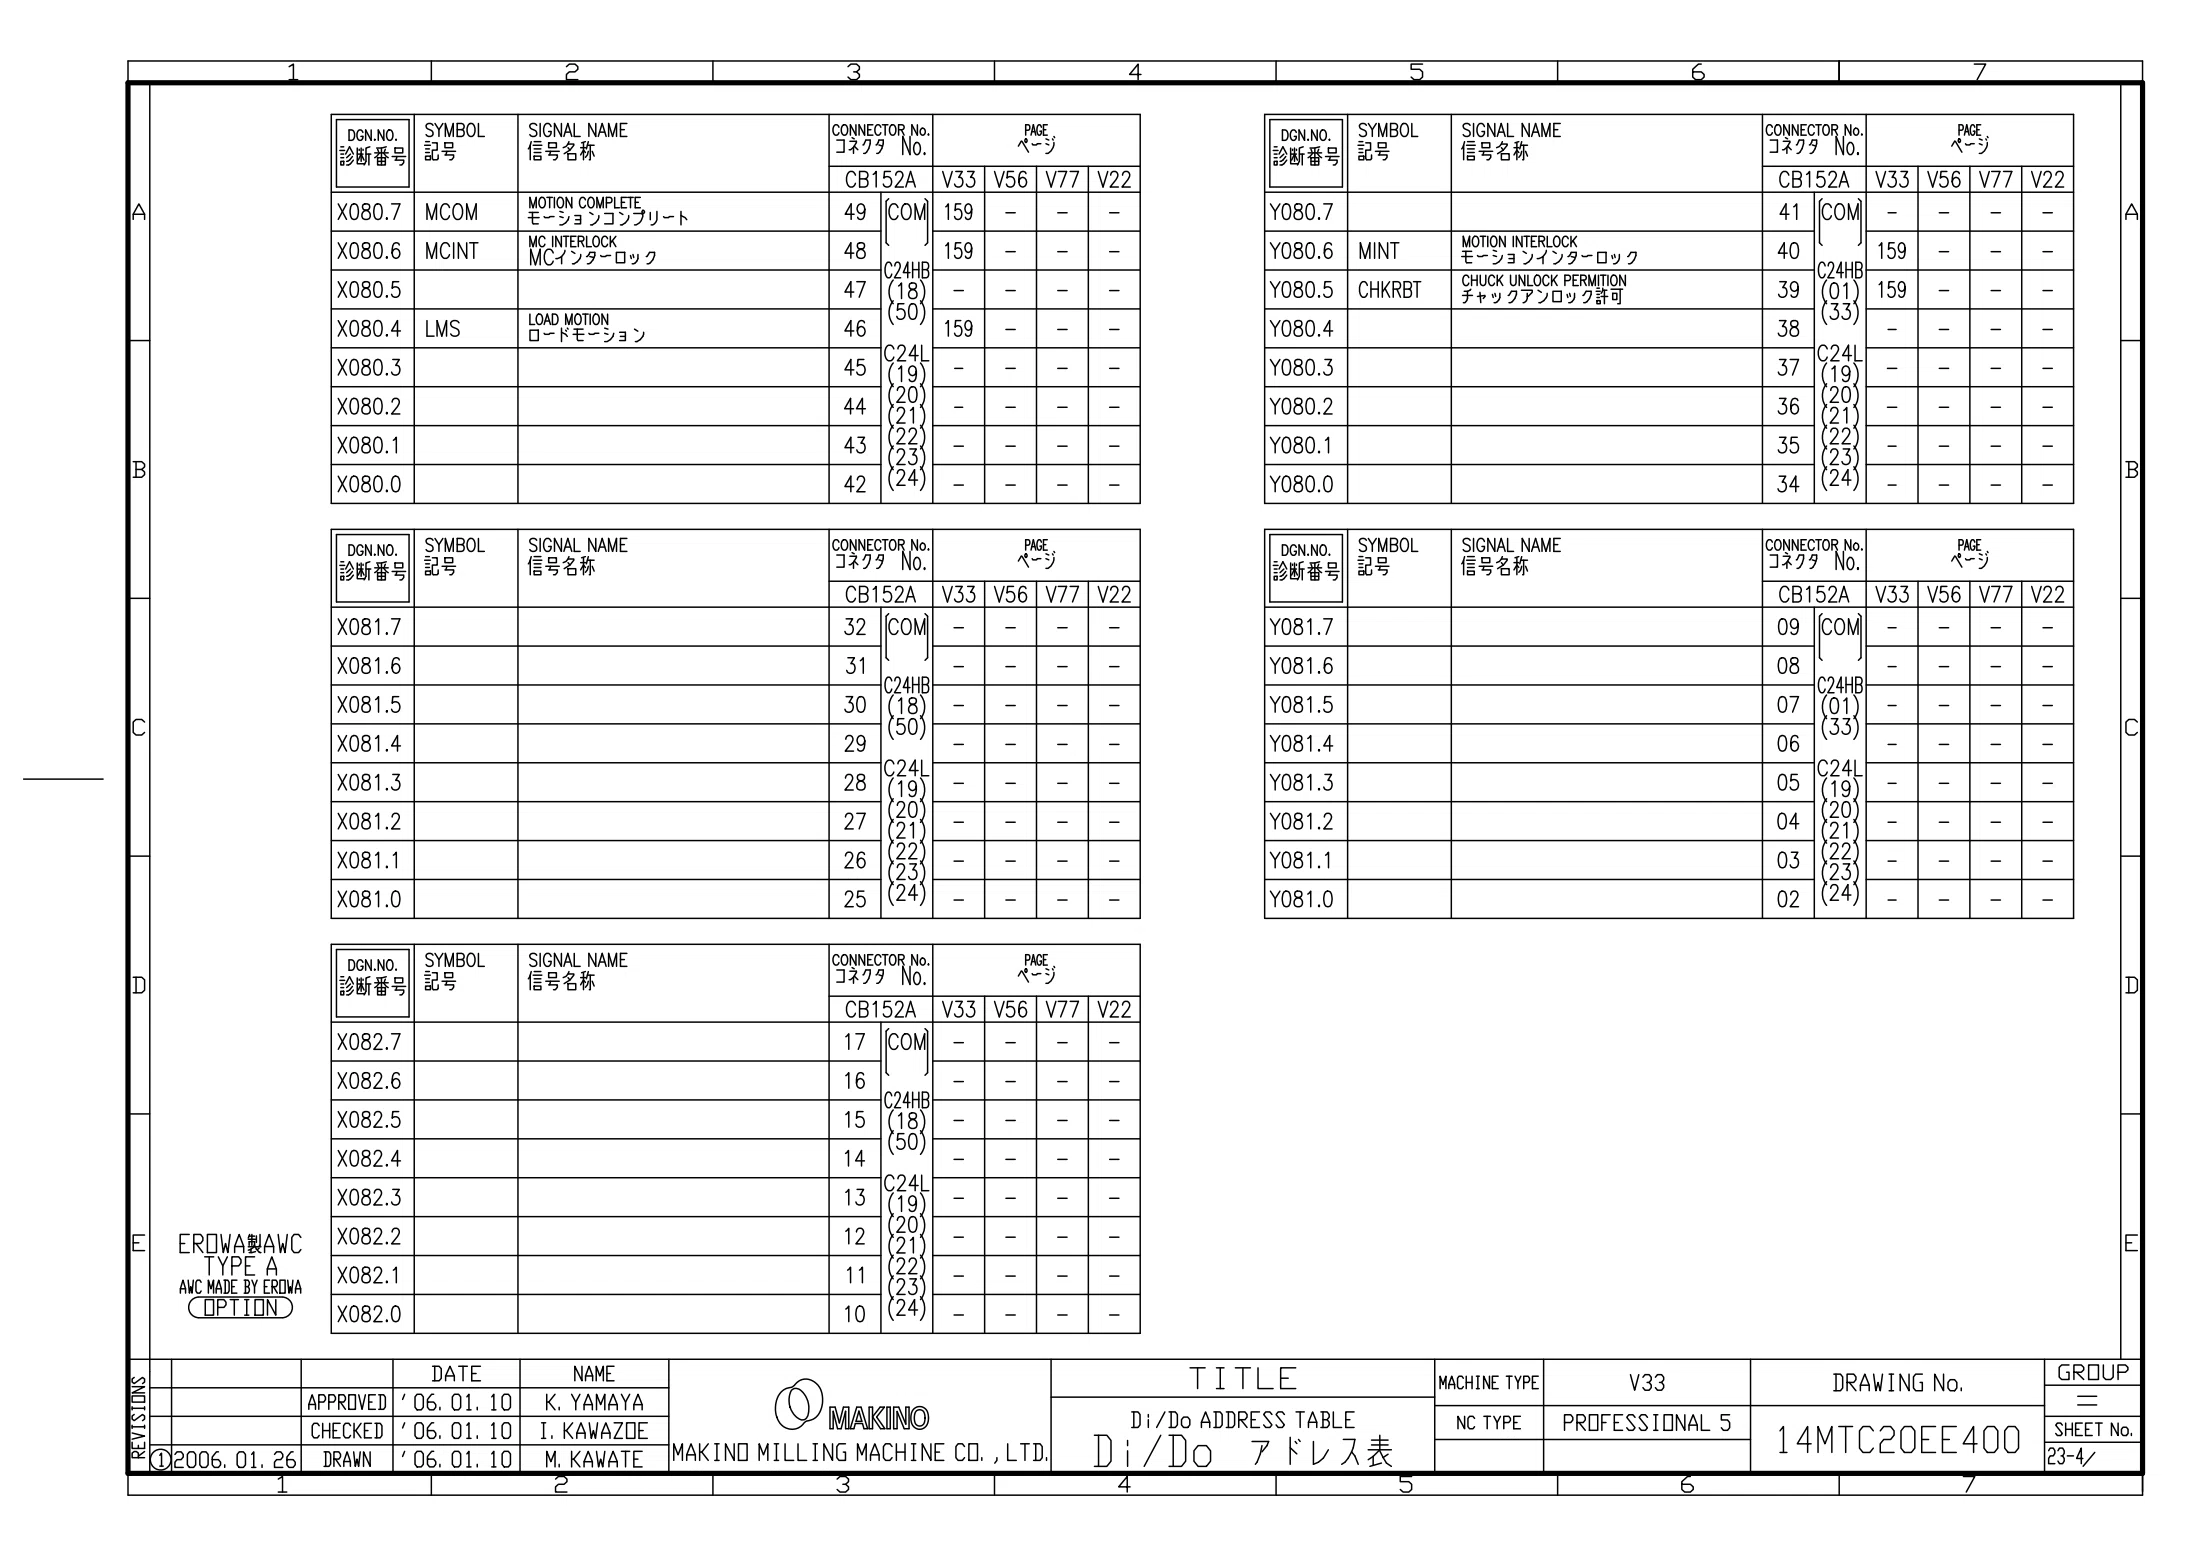 1 2 3 4 5 6 7
A A
B B
C C
D D
E E
DGN.NO. SYMBOL SIGNAL NAME CONNECTOR No. PAGE
診断番号 記号 信号名称 コネクタ No. ページ
CB152A V33 V56 V77 V22
X080.7 MCOM MOTION COMPLETE 49 [COM] 159 – – –
モーションコンプリート
X080.6 MCINT MC INTERLOCK 48 159 – – –
MCインターロック
C24HB
X080.5 47 (18) – – – –
(50)
X080.4 LMS LOAD MOTION 46 159 – – –
ロードモーション
C24L
X080.3 45 (19) – – – –
(20)
X080.2 44 (21) – – – –
(22)
X080.1 43 (23) – – – –
X080.0 42 (24) – – – –
DGN.NO. SYMBOL SIGNAL NAME CONNECTOR No. PAGE
診断番号 記号 信号名称 コネクタ No. ページ
CB152A V33 V56 V77 V22
Y080.7 41 [COM] – – – –
Y080.6 MINT MOTION INTERLOCK 40 159 – – –
モーションインターロック
C24HB
Y080.5 CHKRBT CHUCK UNLOCK PERMITION 39 (01) 159 – – –
チャックアンロック許可
(33)
Y080.4 38 – – – –
C24L
Y080.3 37 (19) – – – –
(20)
Y080.2 36 (21) – – – –
(22)
Y080.1 35 (23) – – – –
Y080.0 34 (24) – – – –
DGN.NO. SYMBOL SIGNAL NAME CONNECTOR No. PAGE
診断番号 記号 信号名称 コネクタ No. ページ
CB152A V33 V56 V77 V22
X081.7 32 [COM] – – – –
X081.6 31 – – – –
C24HB
X081.5 30 (18) – – – –
(50)
X081.4 29 – – – –
C24L
X081.3 28 (19) – – – –
(20)
X081.2 27 (21) – – – –
(22)
X081.1 26 (23) – – – –
X081.0 25 (24) – – – –
DGN.NO. SYMBOL SIGNAL NAME CONNECTOR No. PAGE
診断番号 記号 信号名称 コネクタ No. ページ
CB152A V33 V56 V77 V22
Y081.7 09 [COM] – – – –
Y081.6 08 – – – –
C24HB
Y081.5 07 (01) – – – –
(33)
Y081.4 06 – – – –
C24L
Y081.3 05 (19) – – – –
(20)
Y081.2 04 (21) – – – –
(22)
Y081.1 03 (23) – – – –
Y081.0 02 (24) – – – –
DGN.NO. SYMBOL SIGNAL NAME CONNECTOR No. PAGE
診断番号 記号 信号名称 コネクタ No. ページ
CB152A V33 V56 V77 V22
X082.7 17 [COM] – – – –
X082.6 16 – – – –
C24HB
X082.5 15 (18) – – – –
(50)
X082.4 14 – – – –
C24L
X082.3 13 (19) – – – –
(20)
X082.2 12 (21) – – – –
(22)
X082.1 11 (23) – – – –
X082.0 10 (24) – – – –
EROWA製AWC
TYPE A
AWC MADE BY EROWA
OPTION
REVISIONS
①2006. 01. 26
DATE NAME
APPROVED '06. 01. 10 K. YAMAYA
CHECKED '06. 01. 10 I. KAWAZOE
DRAWN '06. 01. 10 M. KAWATE
MAKINO
MAKINO MILLING MACHINE CO. , LTD.
TITLE
Di/Do ADDRESS TABLE
Di/Do アドレス表
MACHINE TYPE V33
NC TYPE PROFESSIONAL 5
DRAWING No.
14MTC20EE400
GROUP
=
SHEET No.
23-4/
1 2 3 4 5 6 7